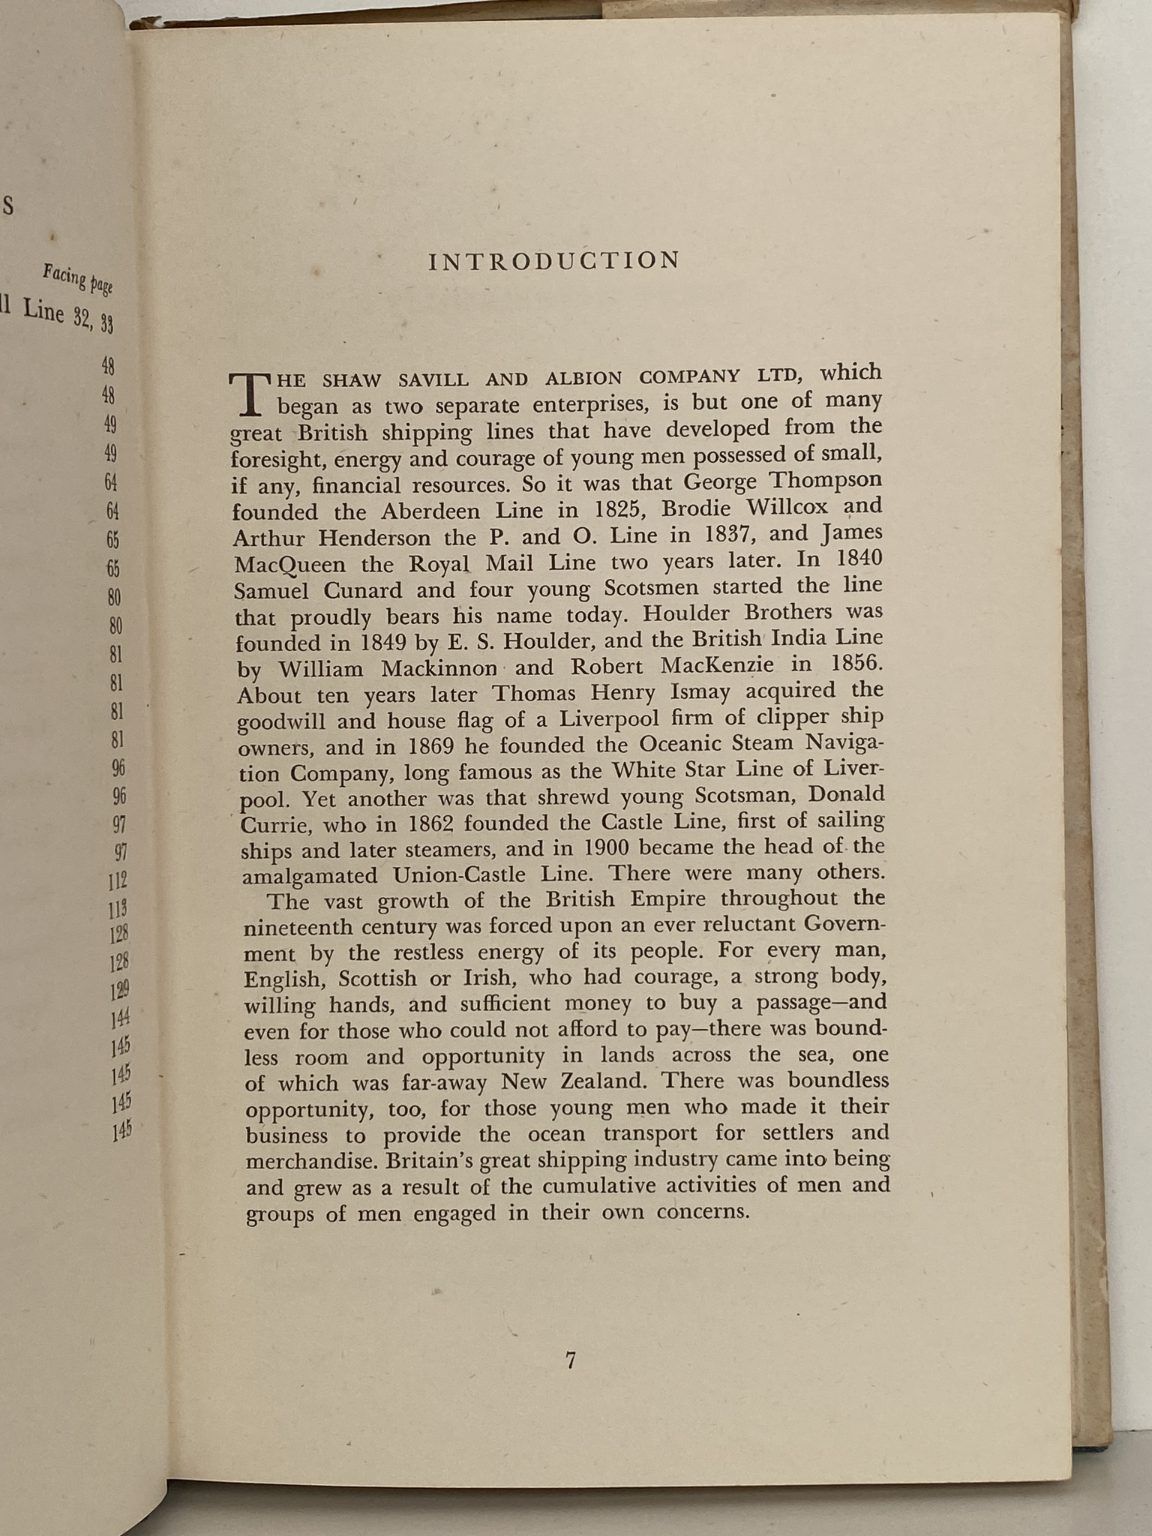 S
Facing page
ll Line 32, 33
48
48
49
49
64
64
65
65
80
80
81
81
81
81
96
96
97
97
112
113
128
128
129
144
145
145
145
145
INTRODUCTION
THE SHAW SAVILL AND ALBION COMPANY LTD, which
began as two separate enterprises, is but one of many
great British shipping lines that have developed from the
foresight, energy and courage of young men possessed of small,
if any, financial resources. So it was that George Thompson
founded the Aberdeen Line in 1825, Brodie Willcox and
Arthur Henderson the P. and O. Line in 1837, and James
MacQueen the Royal Mail Line two years later. In 1840
Samuel Cunard and four young Scotsmen started the line
that proudly bears his name today. Houlder Brothers was
founded in 1849 by E. S. Houlder, and the British India Line
by William Mackinnon and Robert MacKenzie in 1856.
About ten years later Thomas Henry Ismay acquired the
goodwill and house flag of a Liverpool firm of clipper ship
owners, and in 1869 he founded the Oceanic Steam Naviga-
tion Company, long famous as the White Star Line of Liver-
pool. Yet another was that shrewd young Scotsman, Donald
Currie, who in 1862 founded the Castle Line, first of sailing
ships and later steamers, and in 1900 became the head of the
amalgamated Union-Castle Line. There were many others.
The vast growth of the British Empire throughout the
nineteenth century was forced upon an ever reluctant Govern-
ment by the restless energy of its people. For every man,
English, Scottish or Irish, who had courage, a strong body,
willing hands, and sufficient money to buy a passage—and
even for those who could not afford to pay—there was bound-
less room and opportunity in lands across the sea, one
of which was far-away New Zealand. There was boundless
opportunity, too, for those young men who made it their
business to provide the ocean transport for settlers and
merchandise. Britain's great shipping industry came into being
and grew as a result of the cumulative activities of men and
groups of men engaged in their own concerns.
7